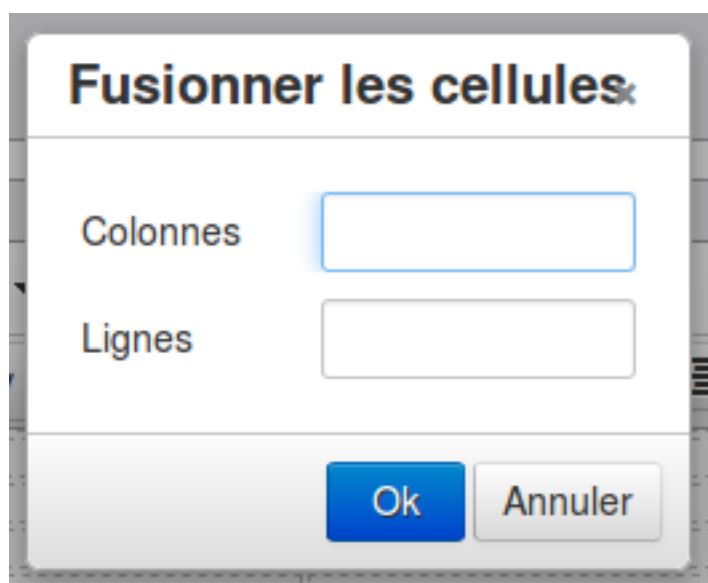 Fusionner les cellules
×
Colonnes
Lignes
Ok
Annuler